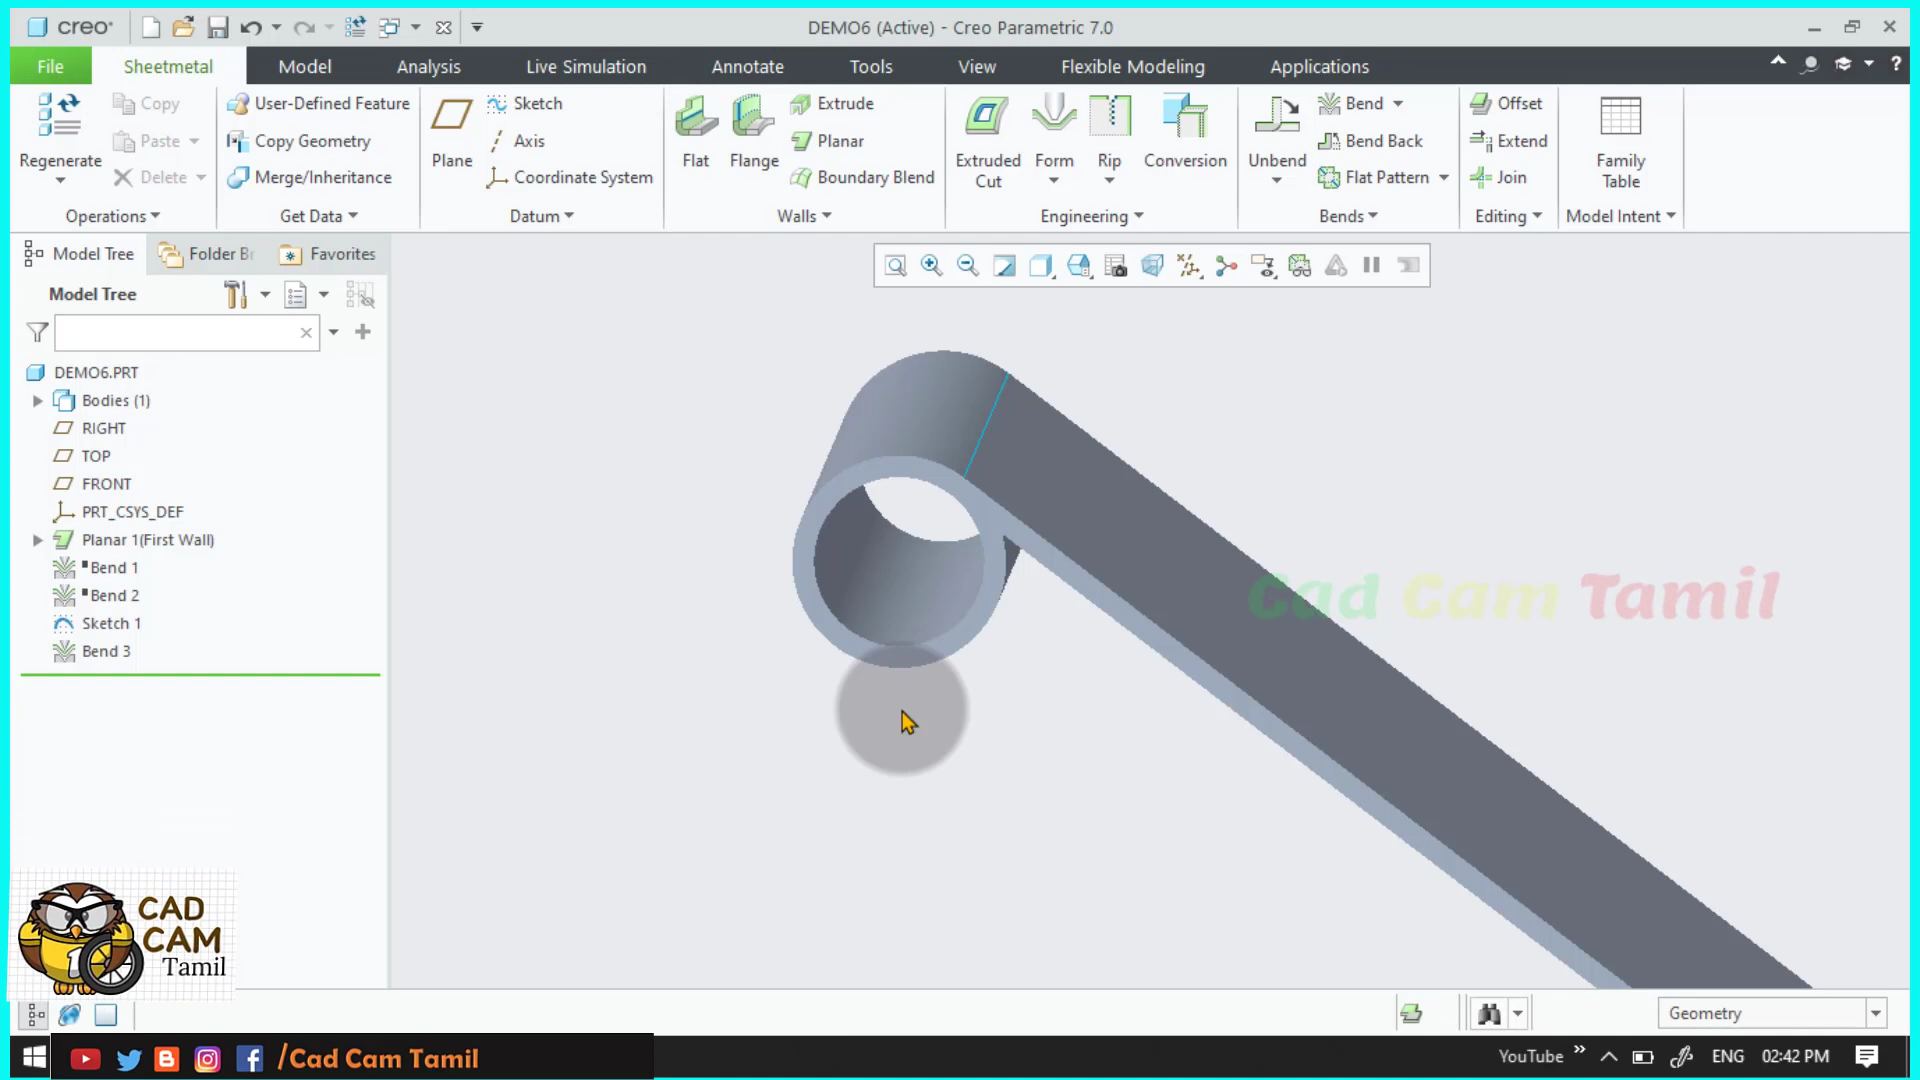 creo
DEMO6 (Active) - Creo Parametric 7.0
File Sheetmetal Model Analysis Live Simulation Annotate Tools View Flexible Modeling Applications
Regenerate
Copy
Paste
Delete
User-Defined Feature
Copy Geometry
Merge/Inheritance
Plane
Sketch
Axis
Coordinate System
Flat
Flange
Extrude
Planar
Boundary Blend
Extruded Cut
Form
Rip
Conversion
Unbend
Bend
Bend Back
Flat Pattern
Offset
Extend
Join
Family Table
Operations Get Data Datum Walls Engineering Bends Editing Model Intent
Model Tree Folder Br Favorites
Model Tree
DEMO6.PRT
Bodies (1)
RIGHT
TOP
FRONT
PRT_CSYS_DEF
Planar 1(First Wall)
Bend 1
Bend 2
Sketch 1
Bend 3
Cad Cam Tamil
CAD
CAM
Tamil
Geometry
/Cad Cam Tamil
YouTube ENG 02:42 PM